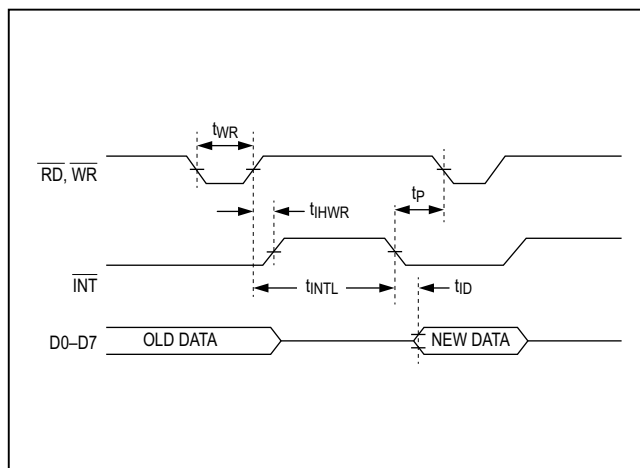 tWR
RD, WR
tP
tIHWR
INT
tINTL
tID
D0–D7
OLD DATA
NEW DATA